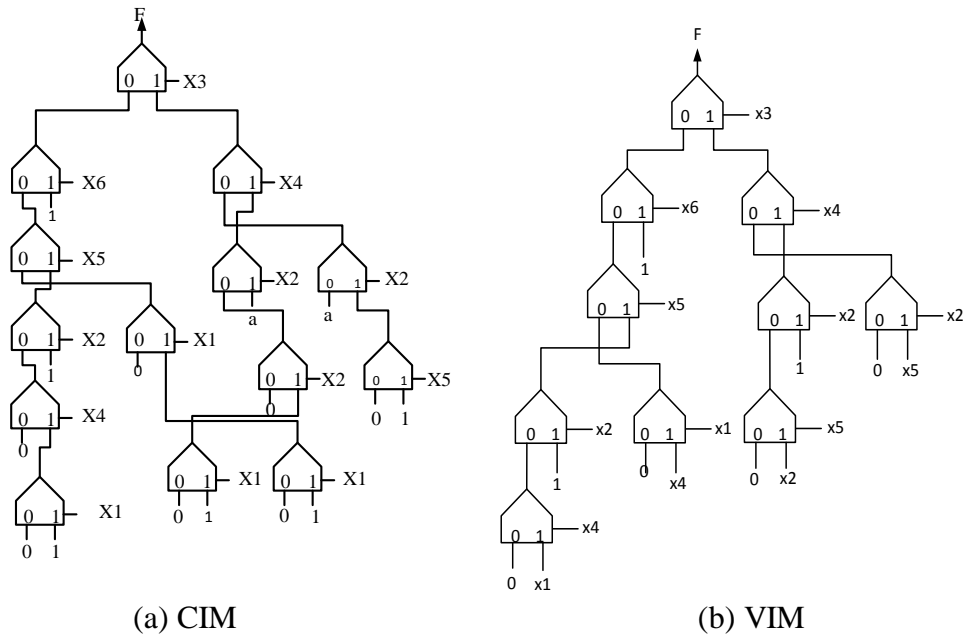 F
0 1 X3
0 1 X6
1
0 1 X4
0 1 X5
0 1 X2
a
0 1 X2
a
0 1 X2
1
0 1 X1
0
0 1 X2
0
0 1 X5
0 1
0 1 X4
0
0 1 X1
0 1
0 1 X1
0 1
0 1 X1
0 1
(a) CIM
F
0 1 x3
0 1 x6
1
0 1 x4
0 1 x5
0 1 x2
1
0 1 x2
0 x5
0 1 x2
1
0 1 x1
0 x4
0 1 x5
0 x2
0 1 x4
0 x1
(b) VIM